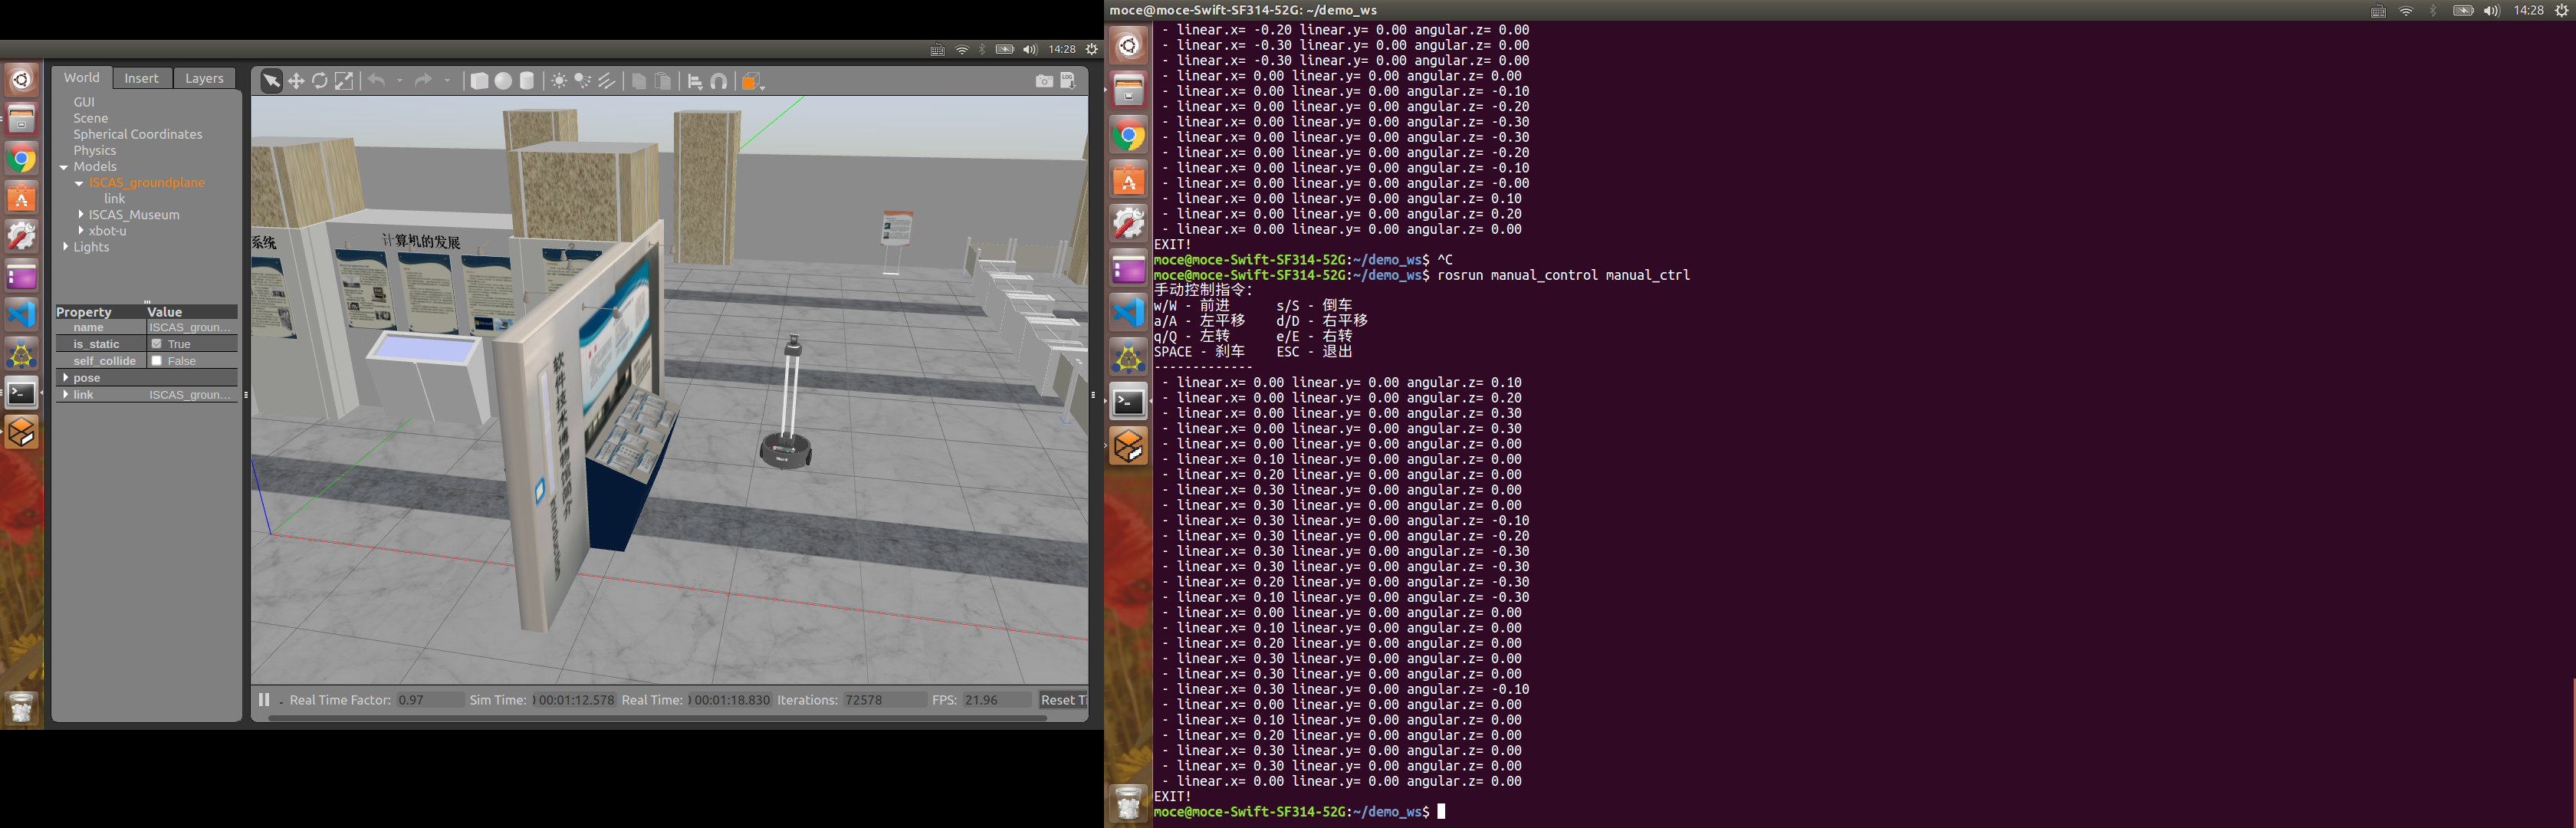 14:28
World Insert Layers
GUI
Scene
Spherical Coordinates
Physics
Models
ISCAS_groundplane
link
ISCAS_Museum
xbot-u
Lights
Property Value
name ISCAS_groun...
is_static True
self_collide False
pose
link ISCAS_groun...
系统
计算机的发展
Real Time Factor: 0.97 Sim Time: 00:01:12.578 Real Time: 00:01:18.830 Iterations: 72578 FPS: 21.96 Reset Ti
moce@moce-Swift-SF314-52G: ~/demo_ws 14:28
- linear.x= -0.20 linear.y= 0.00 angular.z= 0.00
- linear.x= -0.30 linear.y= 0.00 angular.z= 0.00
- linear.x= -0.30 linear.y= 0.00 angular.z= 0.00
- linear.x= 0.00 linear.y= 0.00 angular.z= 0.00
- linear.x= 0.00 linear.y= 0.00 angular.z= -0.10
- linear.x= 0.00 linear.y= 0.00 angular.z= -0.20
- linear.x= 0.00 linear.y= 0.00 angular.z= -0.30
- linear.x= 0.00 linear.y= 0.00 angular.z= -0.30
- linear.x= 0.00 linear.y= 0.00 angular.z= -0.20
- linear.x= 0.00 linear.y= 0.00 angular.z= -0.10
- linear.x= 0.00 linear.y= 0.00 angular.z= -0.00
- linear.x= 0.00 linear.y= 0.00 angular.z= 0.10
- linear.x= 0.00 linear.y= 0.00 angular.z= 0.20
- linear.x= 0.00 linear.y= 0.00 angular.z= 0.00
EXIT!
moce@moce-Swift-SF314-52G:~/demo_ws$ ^C
moce@moce-Swift-SF314-52G:~/demo_ws$ rosrun manual_control manual_ctrl
手动控制指令:
w/W - 前进 s/S - 倒车
a/A - 左平移 d/D - 右平移
q/Q - 左转 e/E - 右转
SPACE - 刹车 ESC - 退出
-------------
- linear.x= 0.00 linear.y= 0.00 angular.z= 0.10
- linear.x= 0.00 linear.y= 0.00 angular.z= 0.20
- linear.x= 0.00 linear.y= 0.00 angular.z= 0.30
- linear.x= 0.00 linear.y= 0.00 angular.z= 0.30
- linear.x= 0.00 linear.y= 0.00 angular.z= 0.00
- linear.x= 0.10 linear.y= 0.00 angular.z= 0.00
- linear.x= 0.20 linear.y= 0.00 angular.z= 0.00
- linear.x= 0.30 linear.y= 0.00 angular.z= 0.00
- linear.x= 0.30 linear.y= 0.00 angular.z= 0.00
- linear.x= 0.30 linear.y= 0.00 angular.z= -0.10
- linear.x= 0.30 linear.y= 0.00 angular.z= -0.20
- linear.x= 0.30 linear.y= 0.00 angular.z= -0.30
- linear.x= 0.30 linear.y= 0.00 angular.z= -0.30
- linear.x= 0.20 linear.y= 0.00 angular.z= -0.30
- linear.x= 0.10 linear.y= 0.00 angular.z= -0.30
- linear.x= 0.00 linear.y= 0.00 angular.z= 0.00
- linear.x= 0.10 linear.y= 0.00 angular.z= 0.00
- linear.x= 0.20 linear.y= 0.00 angular.z= 0.00
- linear.x= 0.30 linear.y= 0.00 angular.z= 0.00
- linear.x= 0.30 linear.y= 0.00 angular.z= 0.00
- linear.x= 0.30 linear.y= 0.00 angular.z= -0.10
- linear.x= 0.00 linear.y= 0.00 angular.z= 0.00
- linear.x= 0.10 linear.y= 0.00 angular.z= 0.00
- linear.x= 0.20 linear.y= 0.00 angular.z= 0.00
- linear.x= 0.30 linear.y= 0.00 angular.z= 0.00
- linear.x= 0.30 linear.y= 0.00 angular.z= 0.00
- linear.x= 0.00 linear.y= 0.00 angular.z= 0.00
EXIT!
moce@moce-Swift-SF314-52G:~/demo_ws$